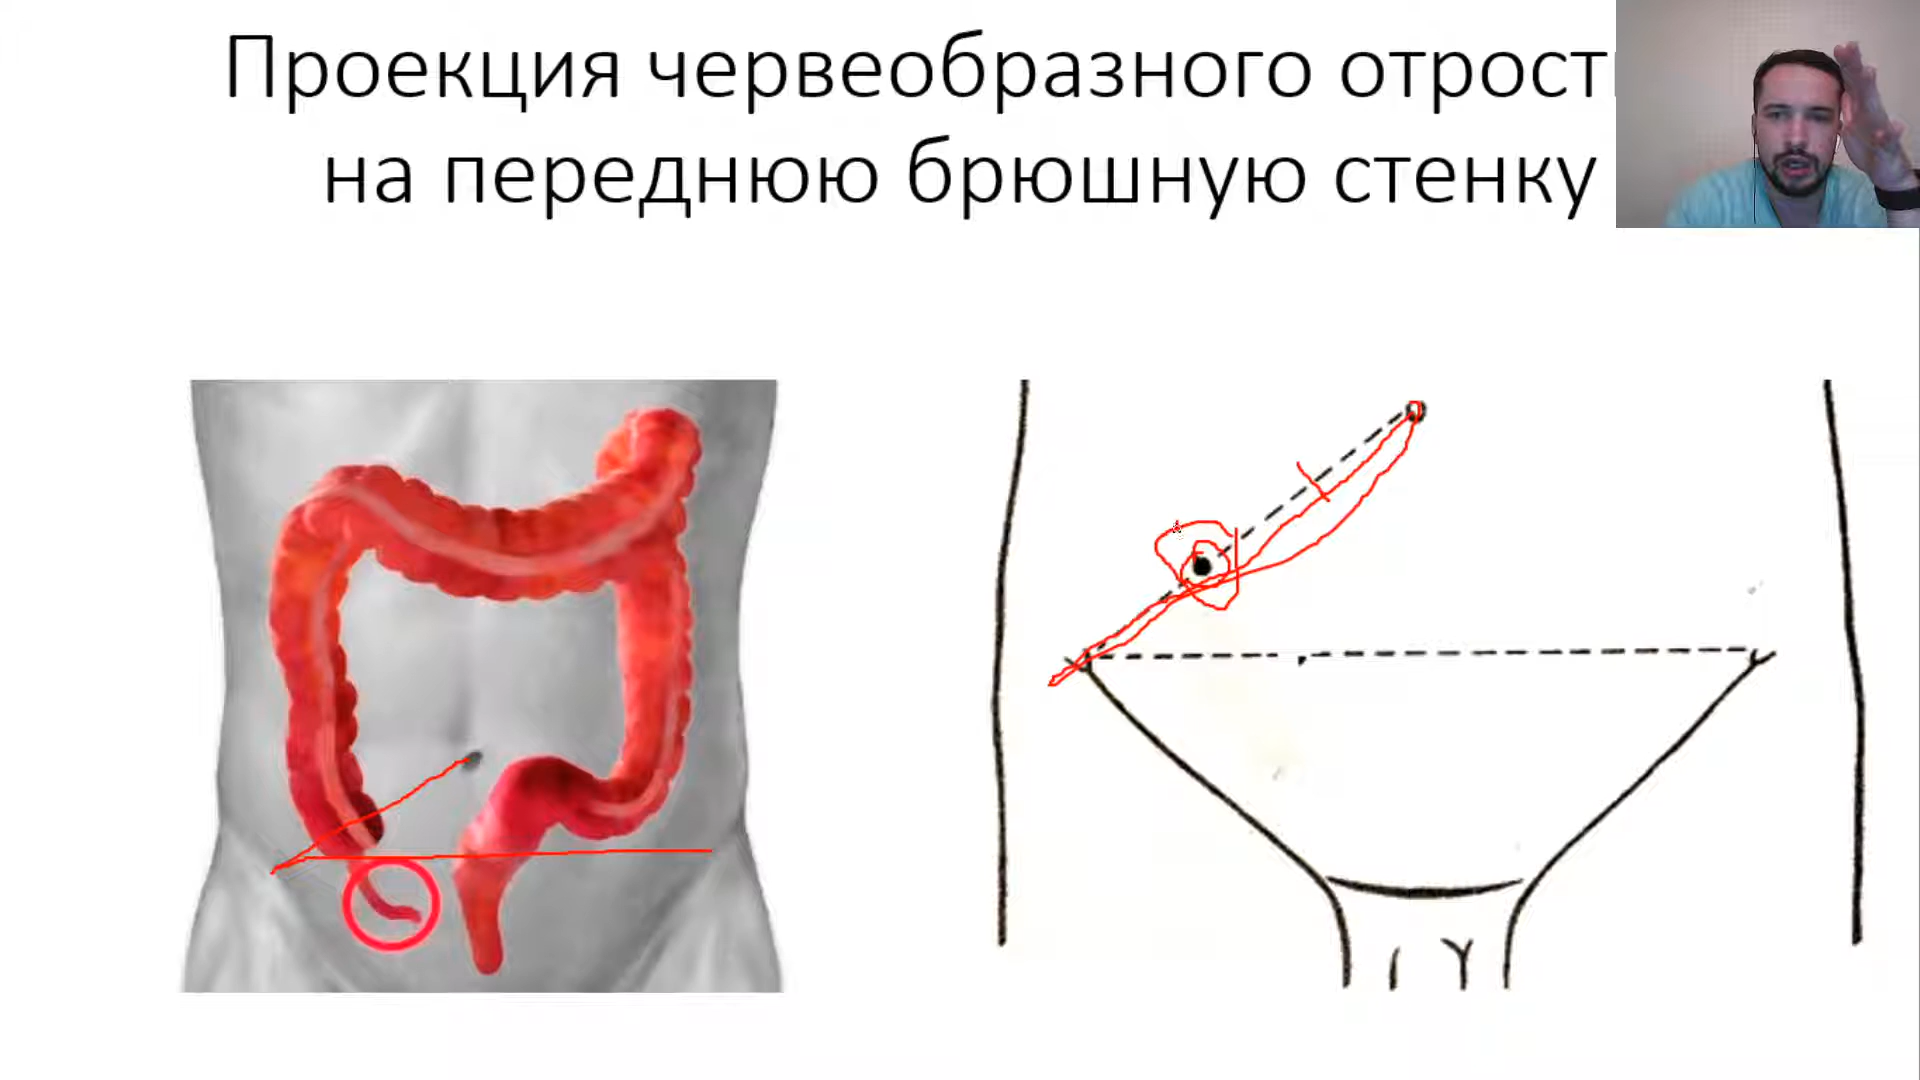 Проекция червеобразного отрост
на переднюю брюшную стенку